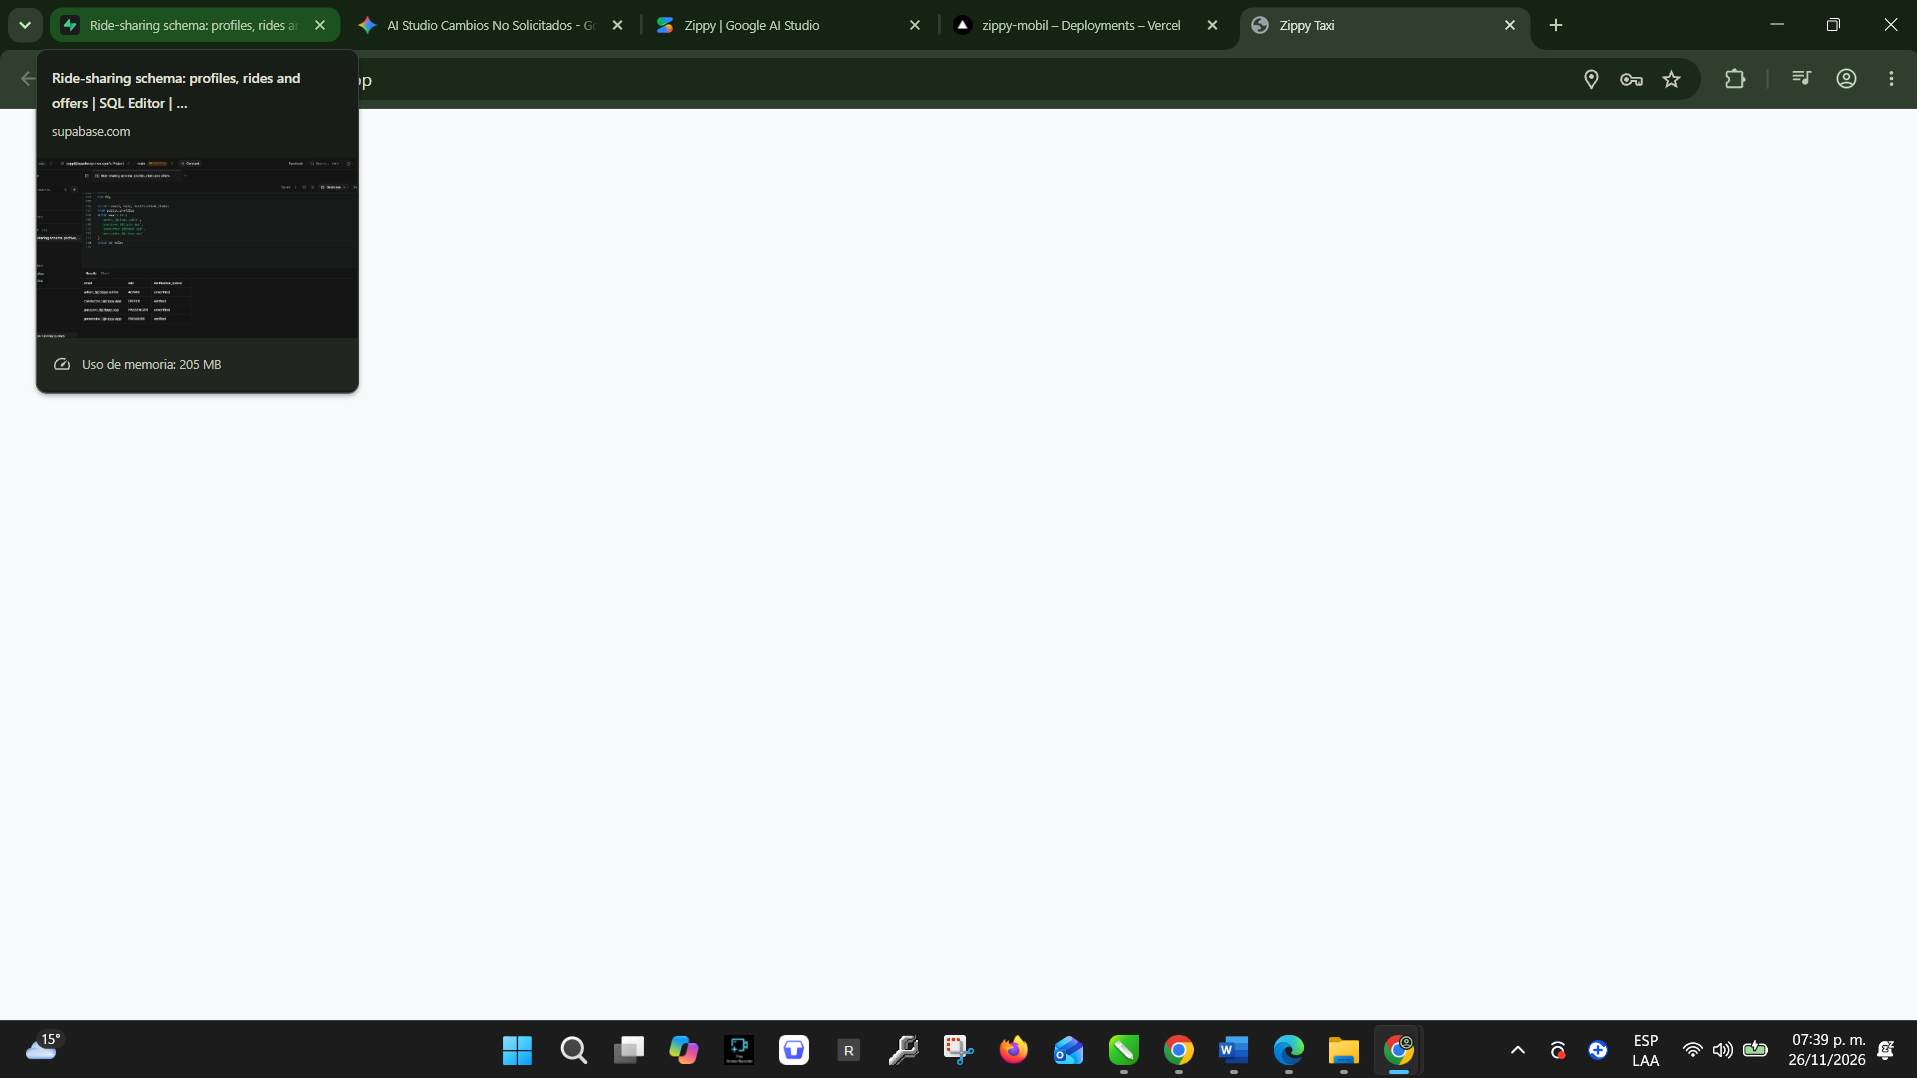 Ride-sharing schema: profiles, rides ar
AI Studio Cambios No Solicitados - Go
Zippy | Google AI Studio
zippy-mobil – Deployments – Vercel
Zippy Taxi
op
Ride-sharing schema: profiles, rides and
offers | SQL Editor | ...
supabase.com
Uso de memoria: 205 MB
15°
R
ESP
LAA
07:39 p. m.
26/11/2026